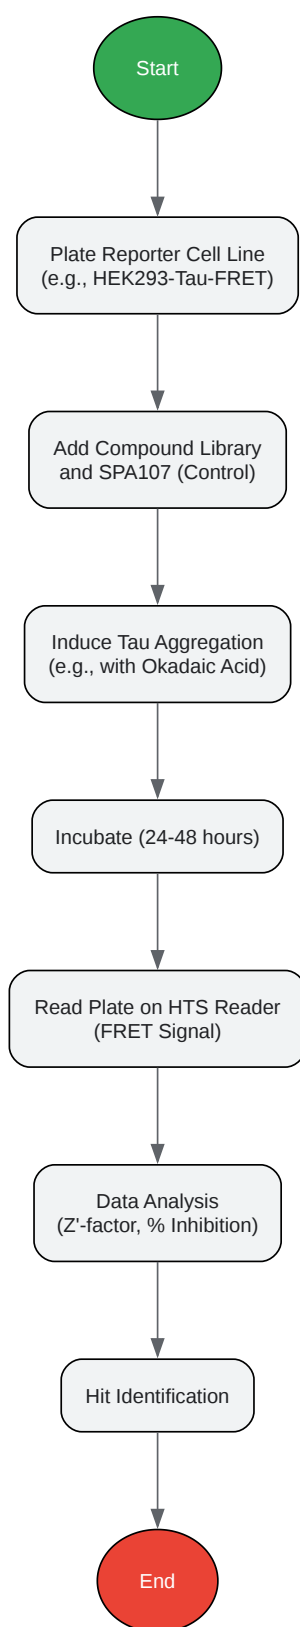 Start
Plate Reporter Cell Line
(e.g., HEK293-Tau-FRET)
Add Compound Library
and SPA107 (Control)
Induce Tau Aggregation
(e.g., with Okadaic Acid)
Incubate (24-48 hours)
Read Plate on HTS Reader
(FRET Signal)
Data Analysis
(Z'-factor, % Inhibition)
Hit Identification
End